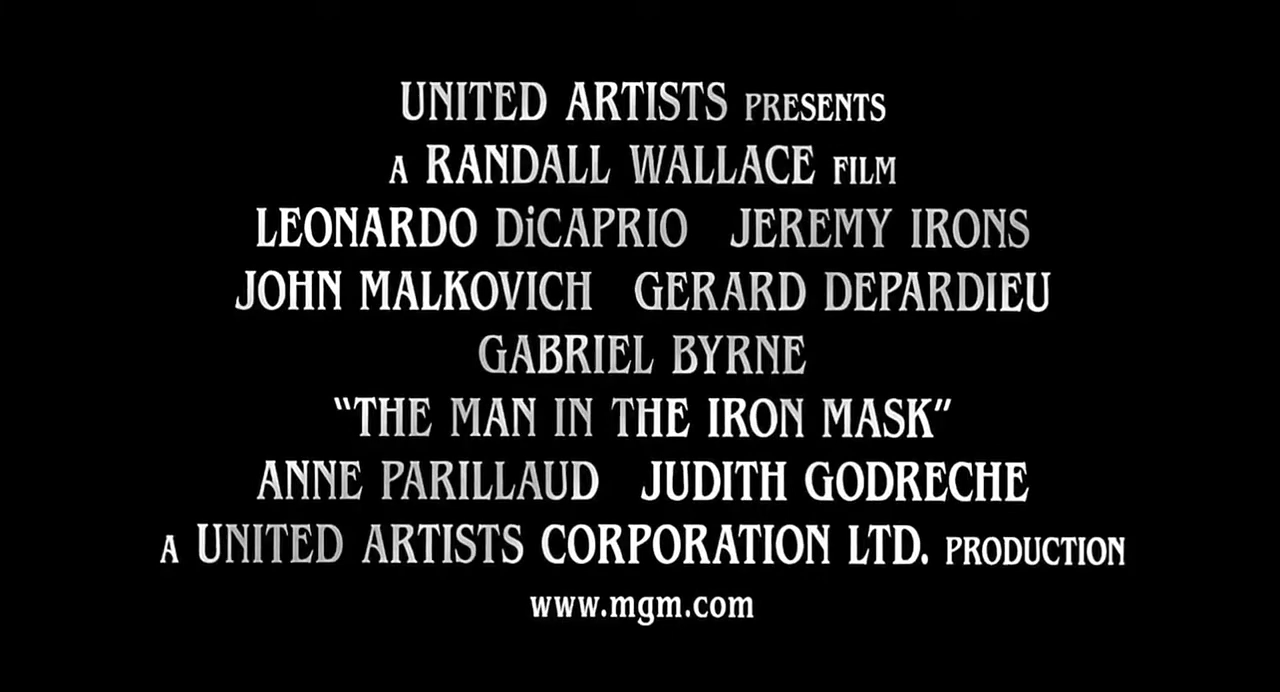 UNITED ARTISTS PRESENTS
A RANDALL WALLACE FILM
LEONARDO DiCAPRIO JEREMY IRONS
JOHN MALKOVICH GERARD DEPARDIEU
GABRIEL BYRNE
“THE MAN IN THE IRON MASK”
ANNE PARILLAUD JUDITH GODRECHE
A UNITED ARTISTS CORPORATION LTD. PRODUCTION
www.mgm.com